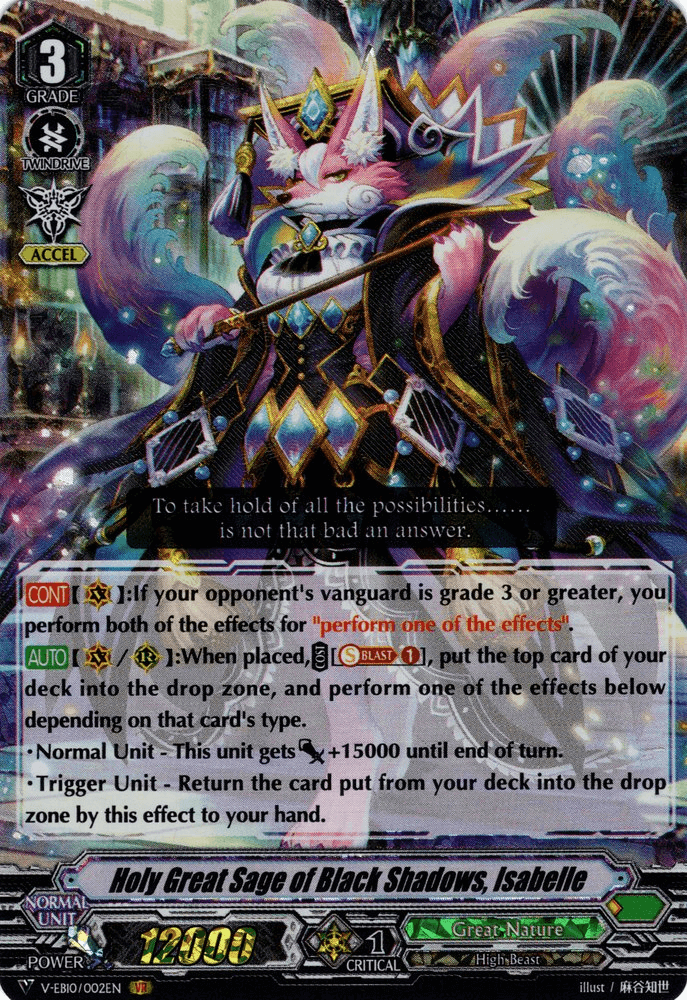 3
GRADE
TWINDRIVE
ACCEL
To take hold of all the possibilities......
is not that bad an answer.
CONT【 】:If your opponent's vanguard is grade 3 or greater, you
perform both of the effects for "perform one of the effects".
AUTO【 / R】:When placed, COST [S BLAST 1], put the top card of your
deck into the drop zone, and perform one of the effects below
depending on that card's type.
・Normal Unit - This unit gets +15000 until end of turn.
・Trigger Unit - Return the card put from your deck into the drop
zone by this effect to your hand.
Holy Great Sage of Black Shadows, Isabelle
NORMAL
UNIT
POWER 12000
1
CRITICAL
Great Nature
High Beast
V-EB10/002EN VR
illust / 麻谷知世